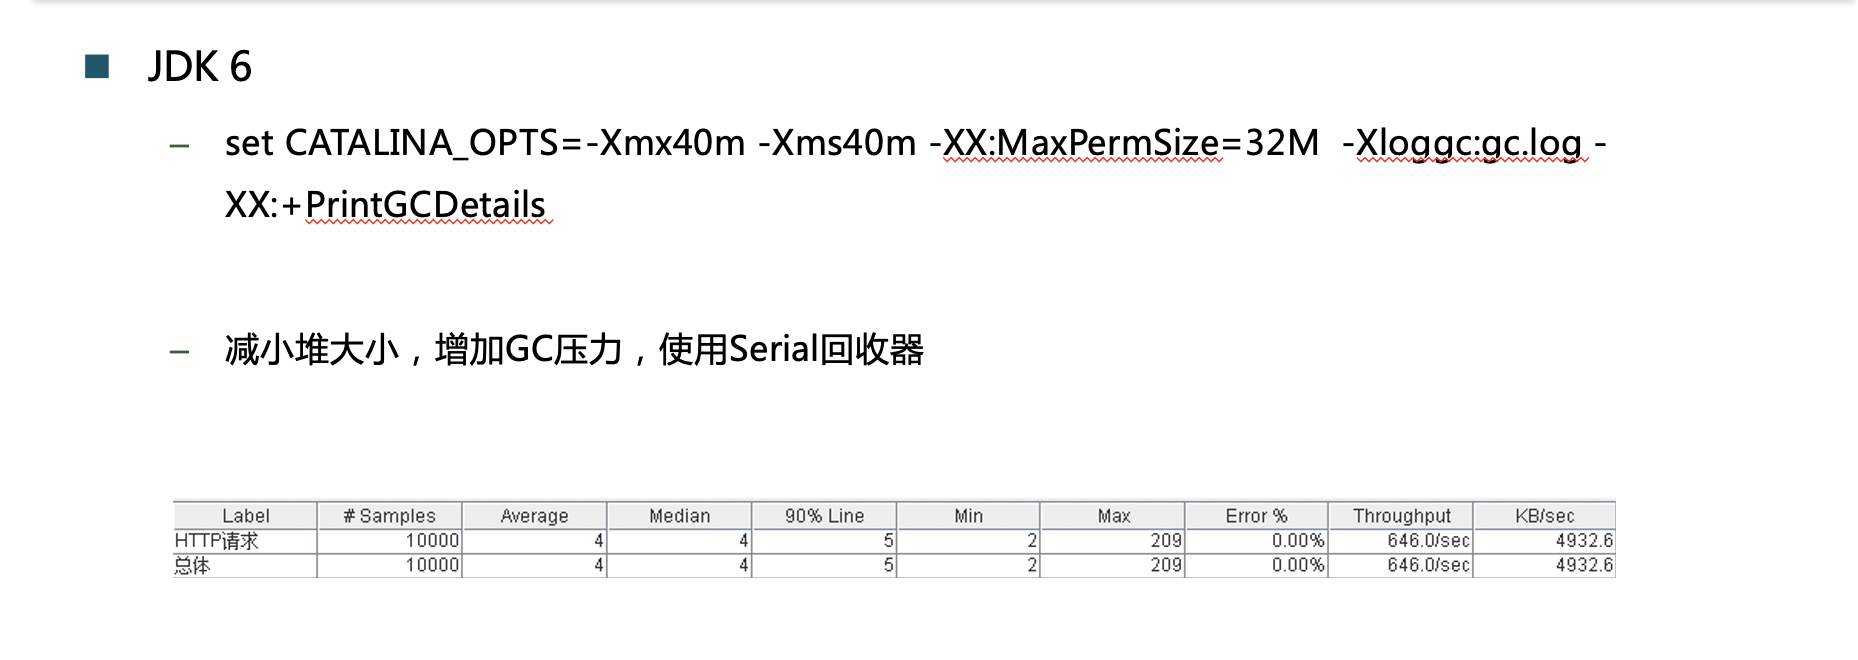 JDK 6
– set CATALINA_OPTS=-Xmx40m -Xms40m -XX:MaxPermSize=32M  -Xloggc:gc.log -
XX:+PrintGCDetails
– 减小堆大小，增加GC压力，使用Serial回收器
Label # Samples Average Median 90% Line Min Max Error % Throughput KB/sec
HTTP请求 10000 4 4 5 2 209 0.00% 646.0/sec 4932.6
总体 10000 4 4 5 2 209 0.00% 646.0/sec 4932.6